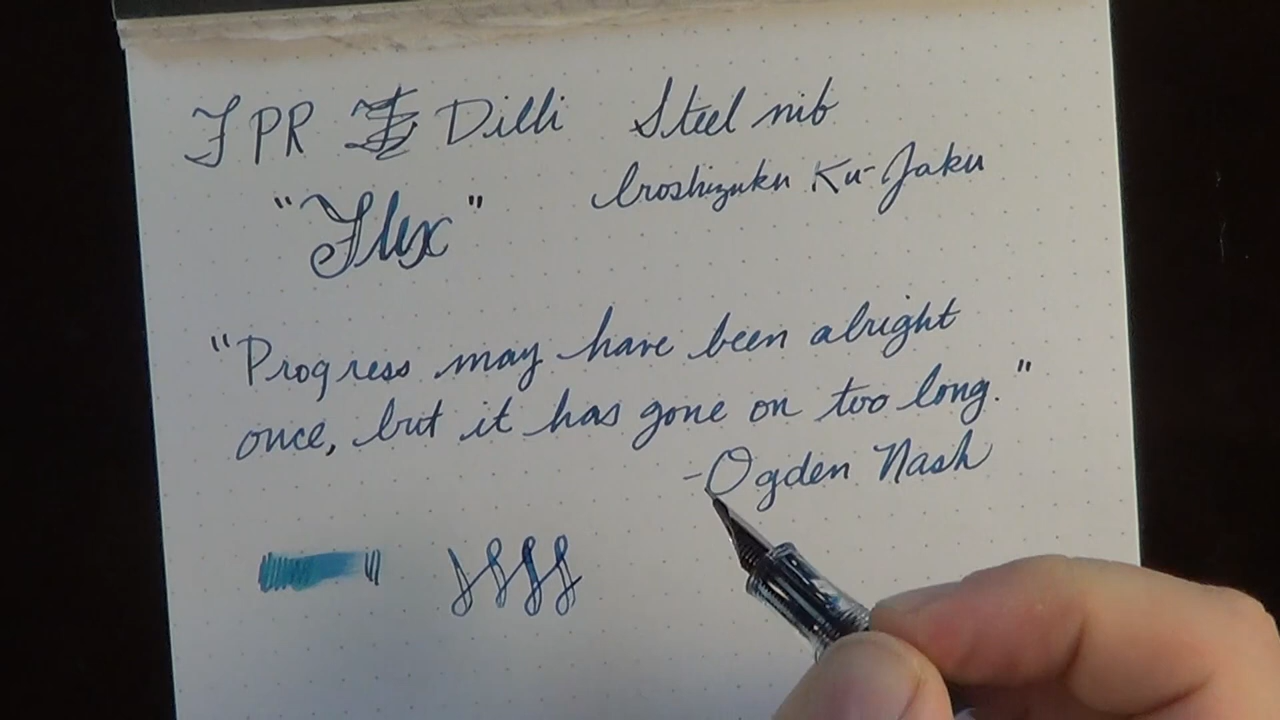 FPR Dilli Steel nib
"Flex" Iroshizuku Ku-Jaku
"Progress may have been alright
once, but it has gone on too long."
-Ogden Nash